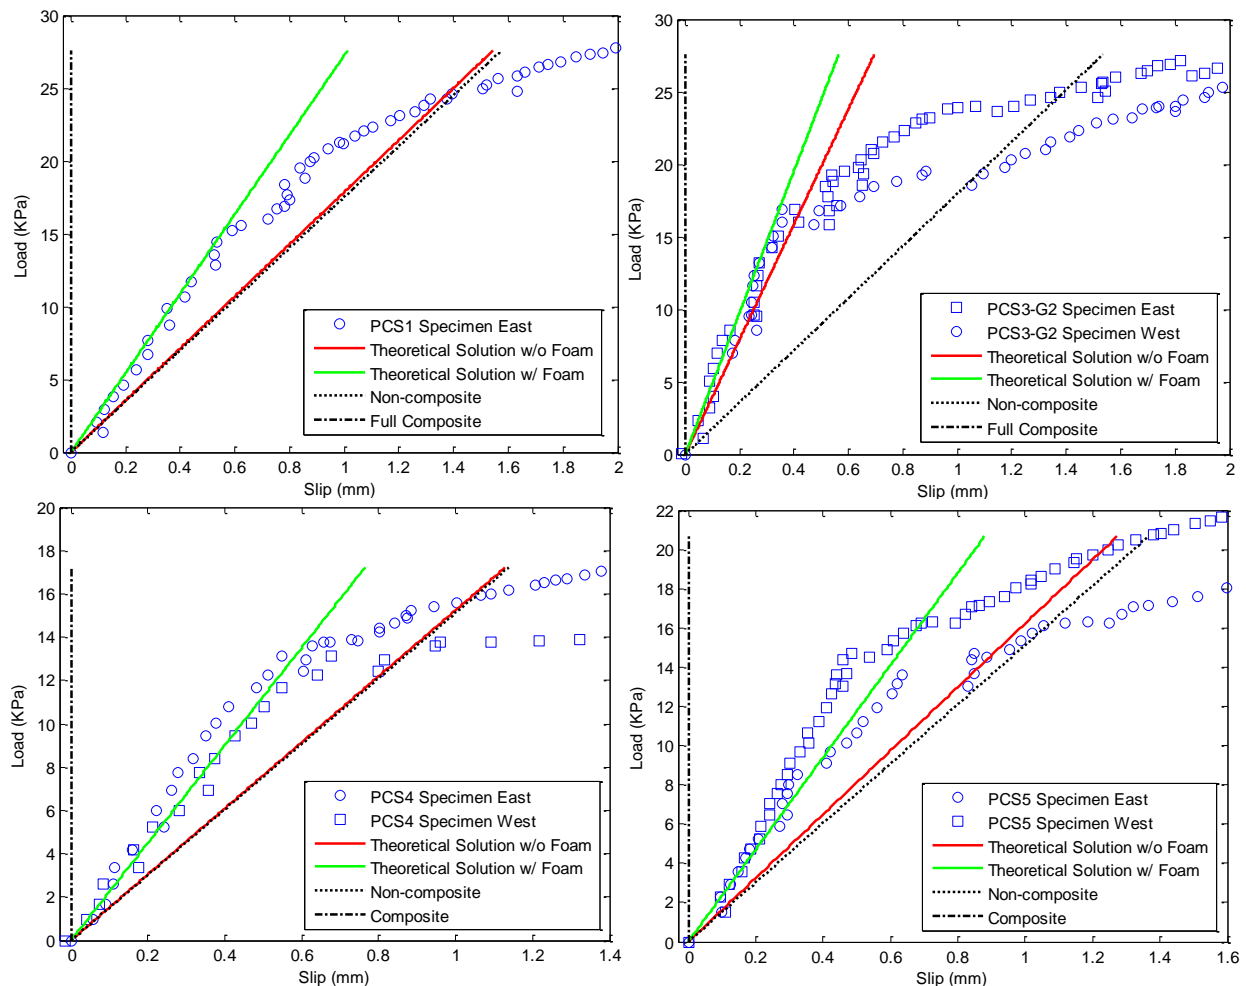 30
25
20
15
10
5
0
Load (KPa)
0 0.2 0.4 0.6 0.8 1 1.2 1.4 1.6 1.8 2
Slip (mm)
PCS1 Specimen East
Theoretical Solution w/o Foam
Theoretical Solution w/ Foam
Non-composite
Full Composite
30
25
20
15
10
5
0
Load (KPa)
0 0.2 0.4 0.6 0.8 1 1.2 1.4 1.6 1.8 2
Slip (mm)
PCS3-G2 Specimen East
PCS3-G2 Specimen West
Theoretical Solution w/o Foam
Theoretical Solution w/ Foam
Non-composite
Full Composite
20
18
16
14
12
10
8
6
4
2
0
Load (KPa)
0 0.2 0.4 0.6 0.8 1 1.2 1.4
Slip (mm)
PCS4 Specimen East
PCS4 Specimen West
Theoretical Solution w/o Foam
Theoretical Solution w/ Foam
Non-composite
Composite
22
20
18
16
14
12
10
8
6
4
2
0
Load (KPa)
0 0.2 0.4 0.6 0.8 1 1.2 1.4 1.6
Slip (mm)
PCS5 Specimen East
PCS5 Specimen West
Theoretical Solution w/o Foam
Theoretical Solution w/ Foam
Non-composite
Composite